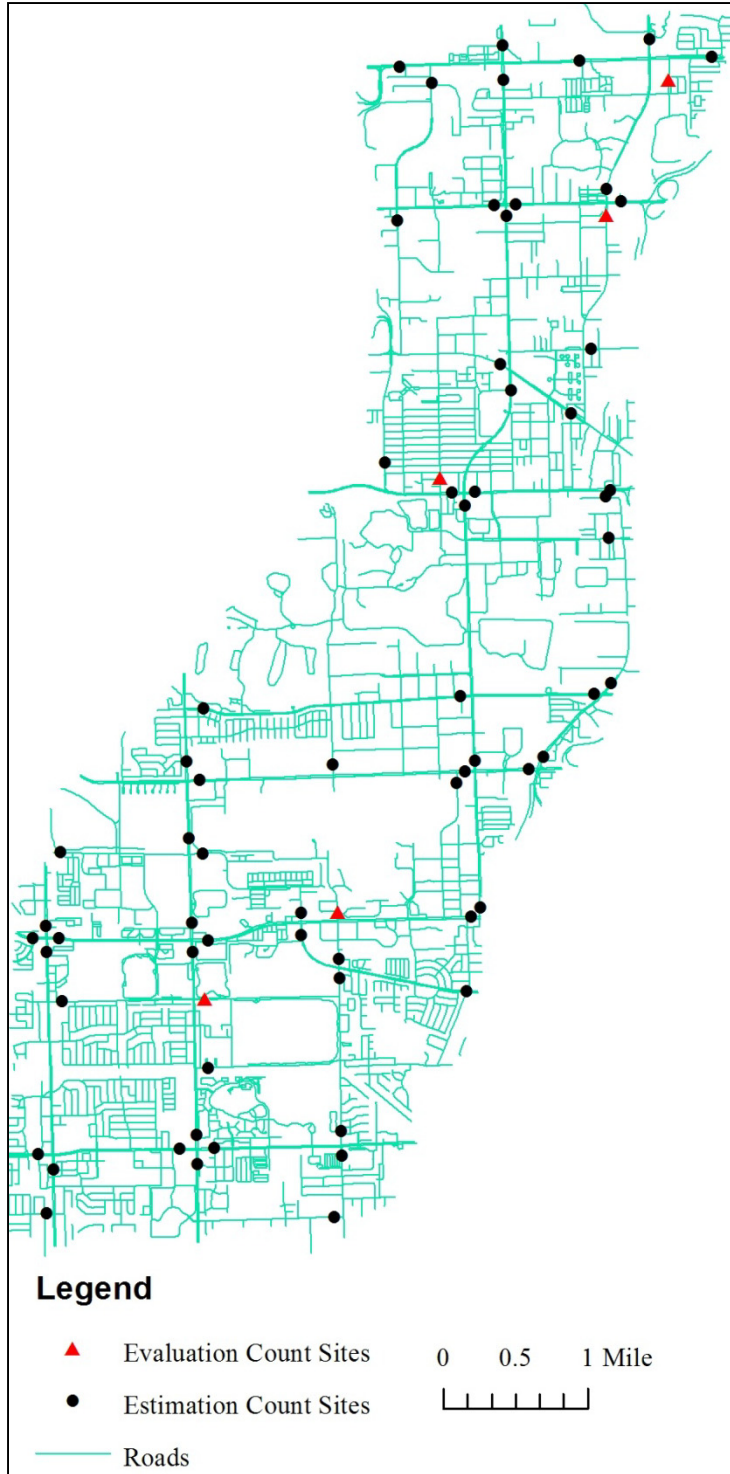 Legend
Evaluation Count Sites
Estimation Count Sites
Roads
0 0.5 1 Mile